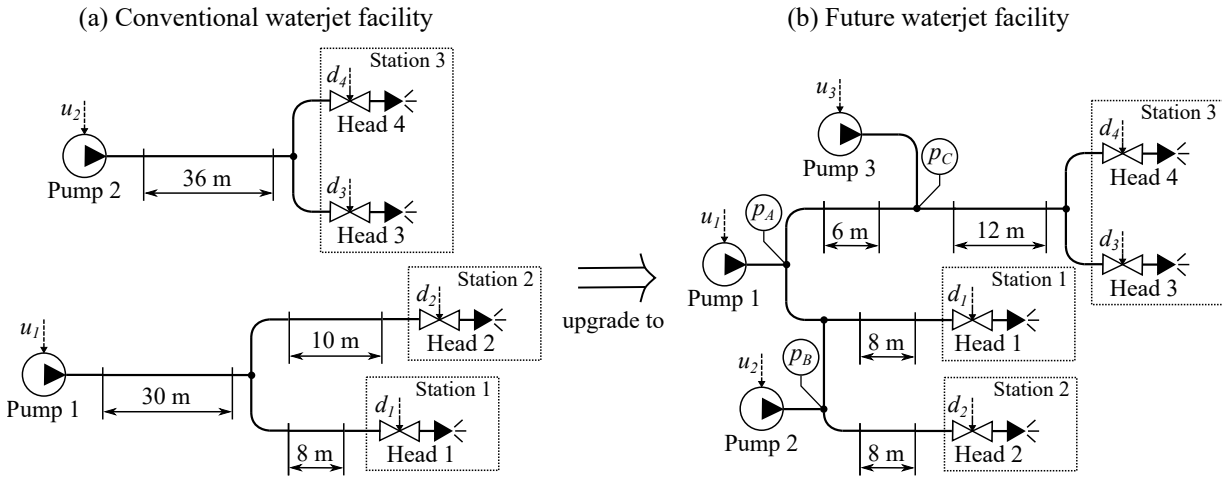 (a) Conventional waterjet facility
Station 3
d4
Head 4
u2
Pump 2
36 m
d3
Head 3
Station 2
d2
Head 2
10 m
u1
Pump 1
30 m
Station 1
d1
Head 1
8 m
upgrade to
(b) Future waterjet facility
u3
Pump 3
pC
Station 3
d4
Head 4
pA
u1
Pump 1
6 m
12 m
d3
Head 3
Station 1
d1
Head 1
8 m
pB
u2
Pump 2
Station 2
d2
Head 2
8 m